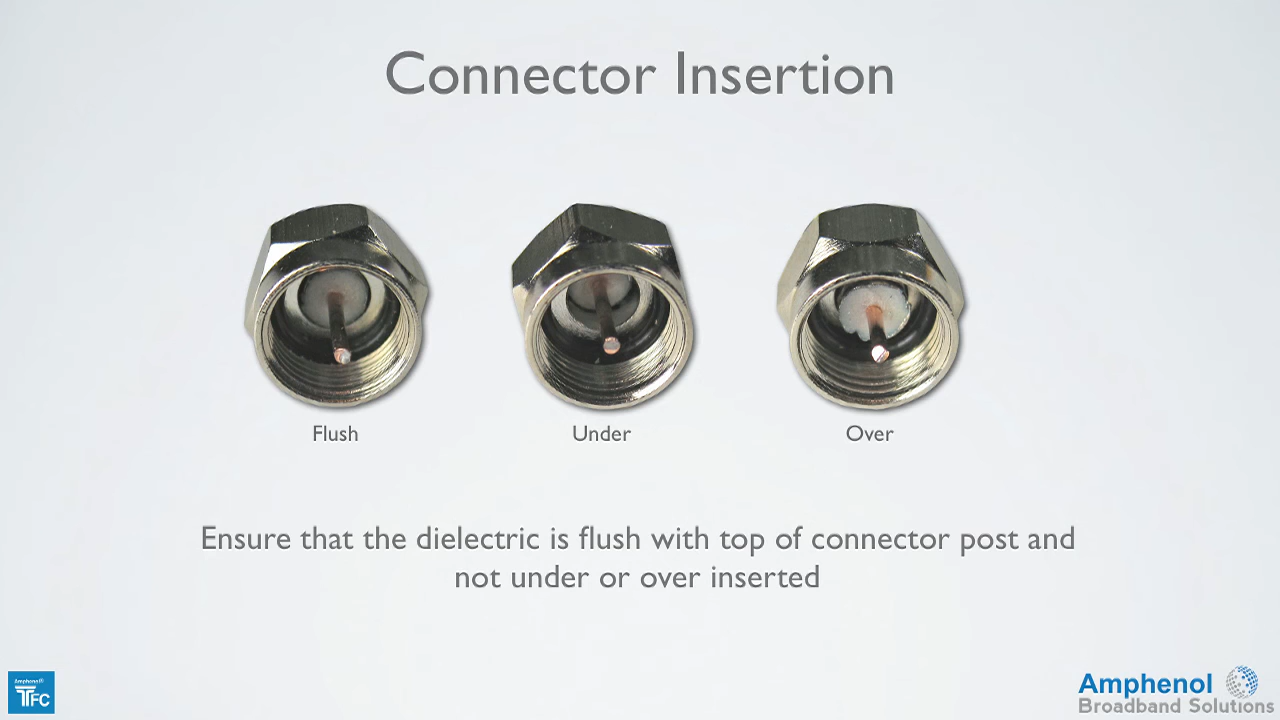 Connector Insertion
Flush
Under
Over
Ensure that the dielectric is flush with top of connector post and
not under or over inserted
Amphenol
TFC
Amphenol
Broadband Solutions